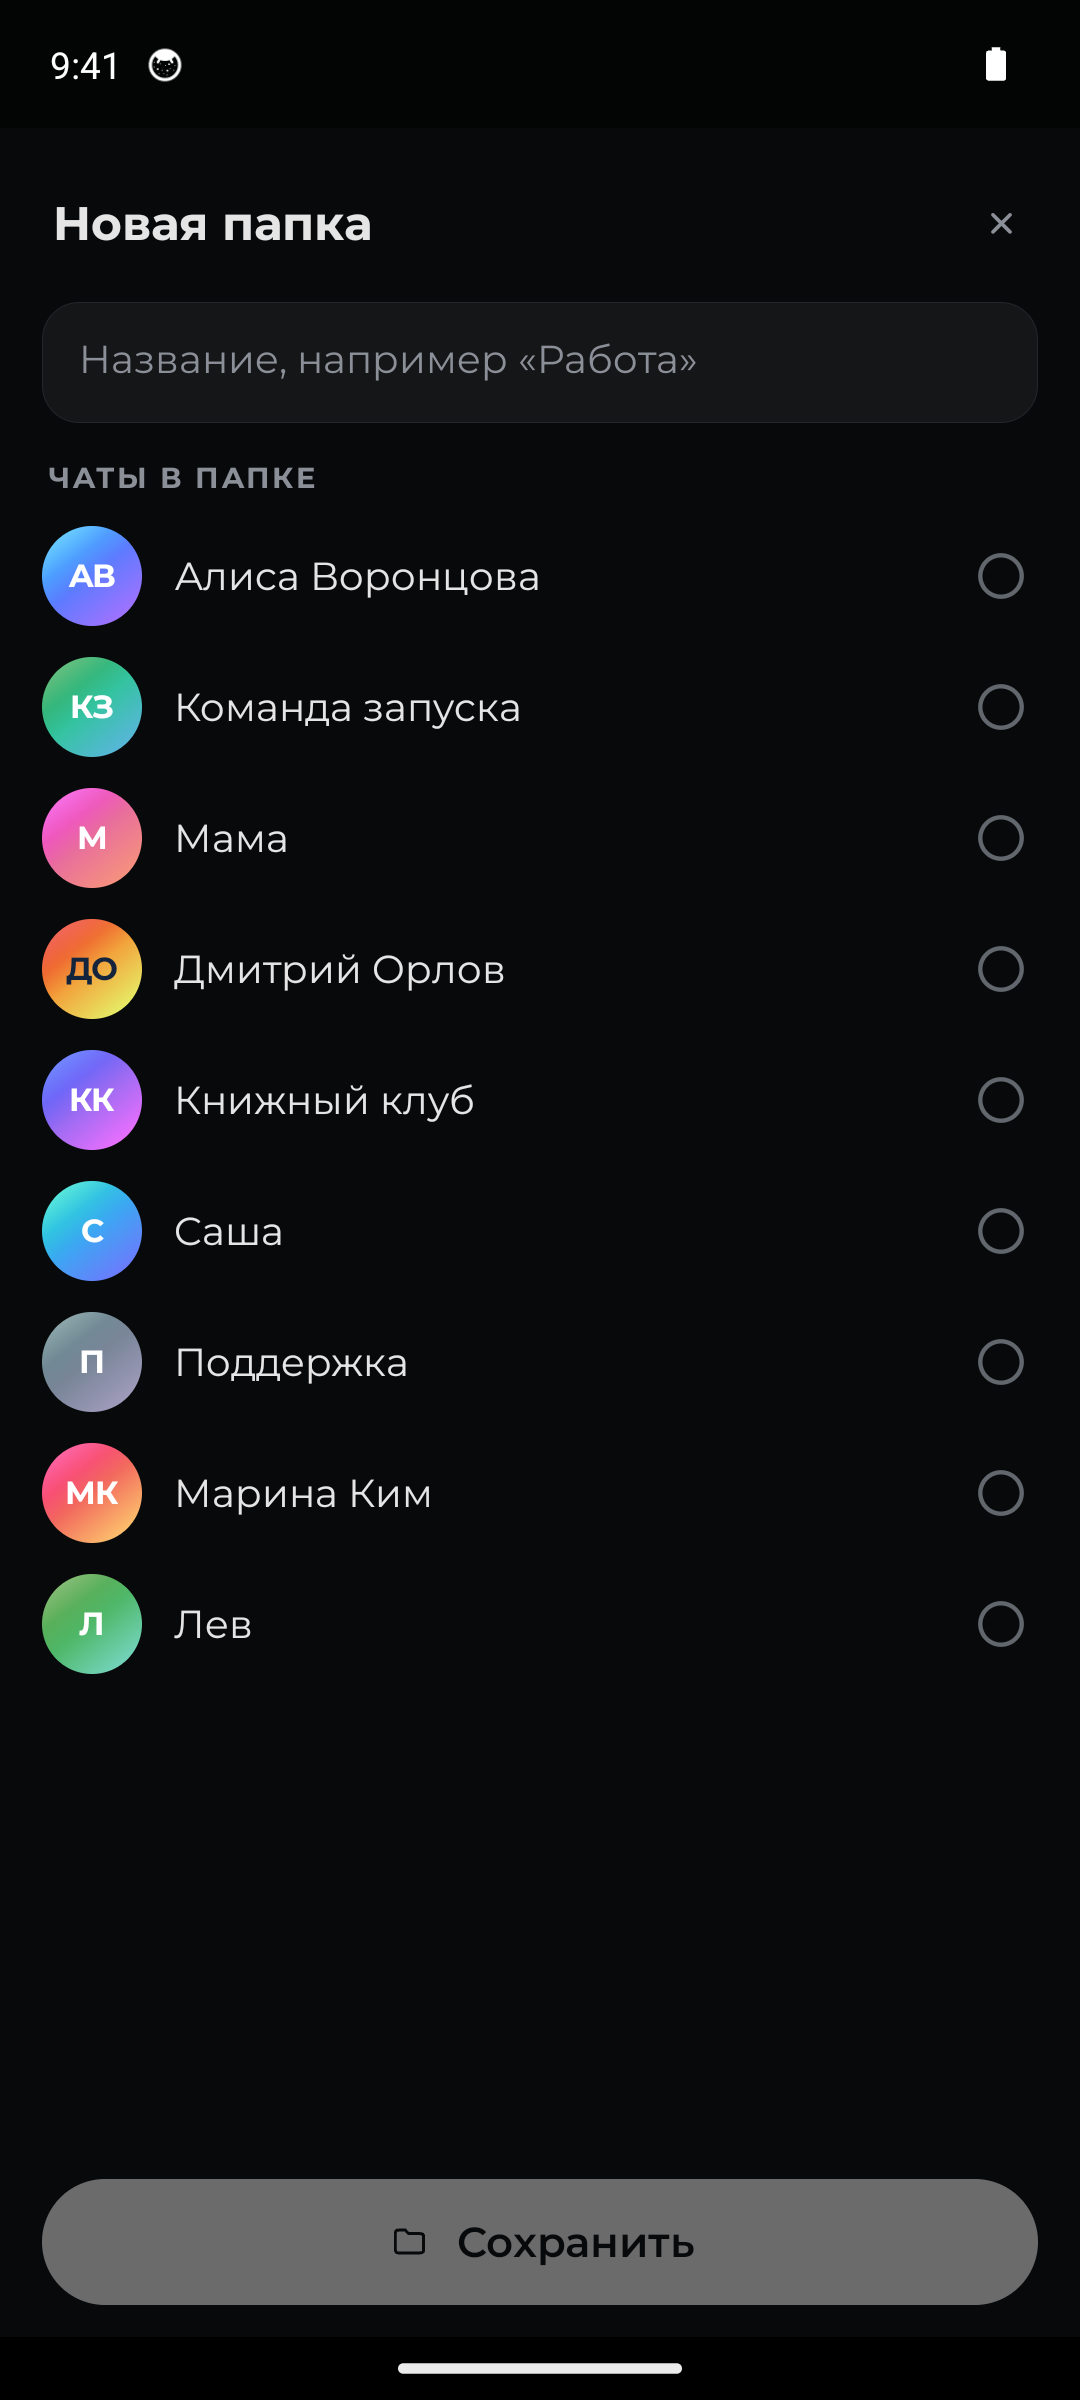 9:41
Новая папка
Название, например «Работа»
ЧАТЫ В ПАПКЕ
АВ Алиса Воронцова
КЗ Команда запуска
М Мама
ДО Дмитрий Орлов
КК Книжный клуб
С Саша
П Поддержка
МК Марина Ким
Л Лев
Сохранить